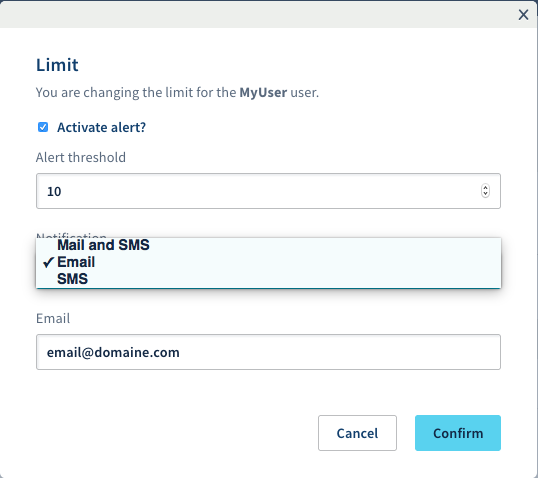 Limit
You are changing the limit for the MyUser user.
Activate alert?
Alert threshold
10
Notification
Mail and SMS
Email
SMS
Email
email@domaine.com
Cancel
Confirm